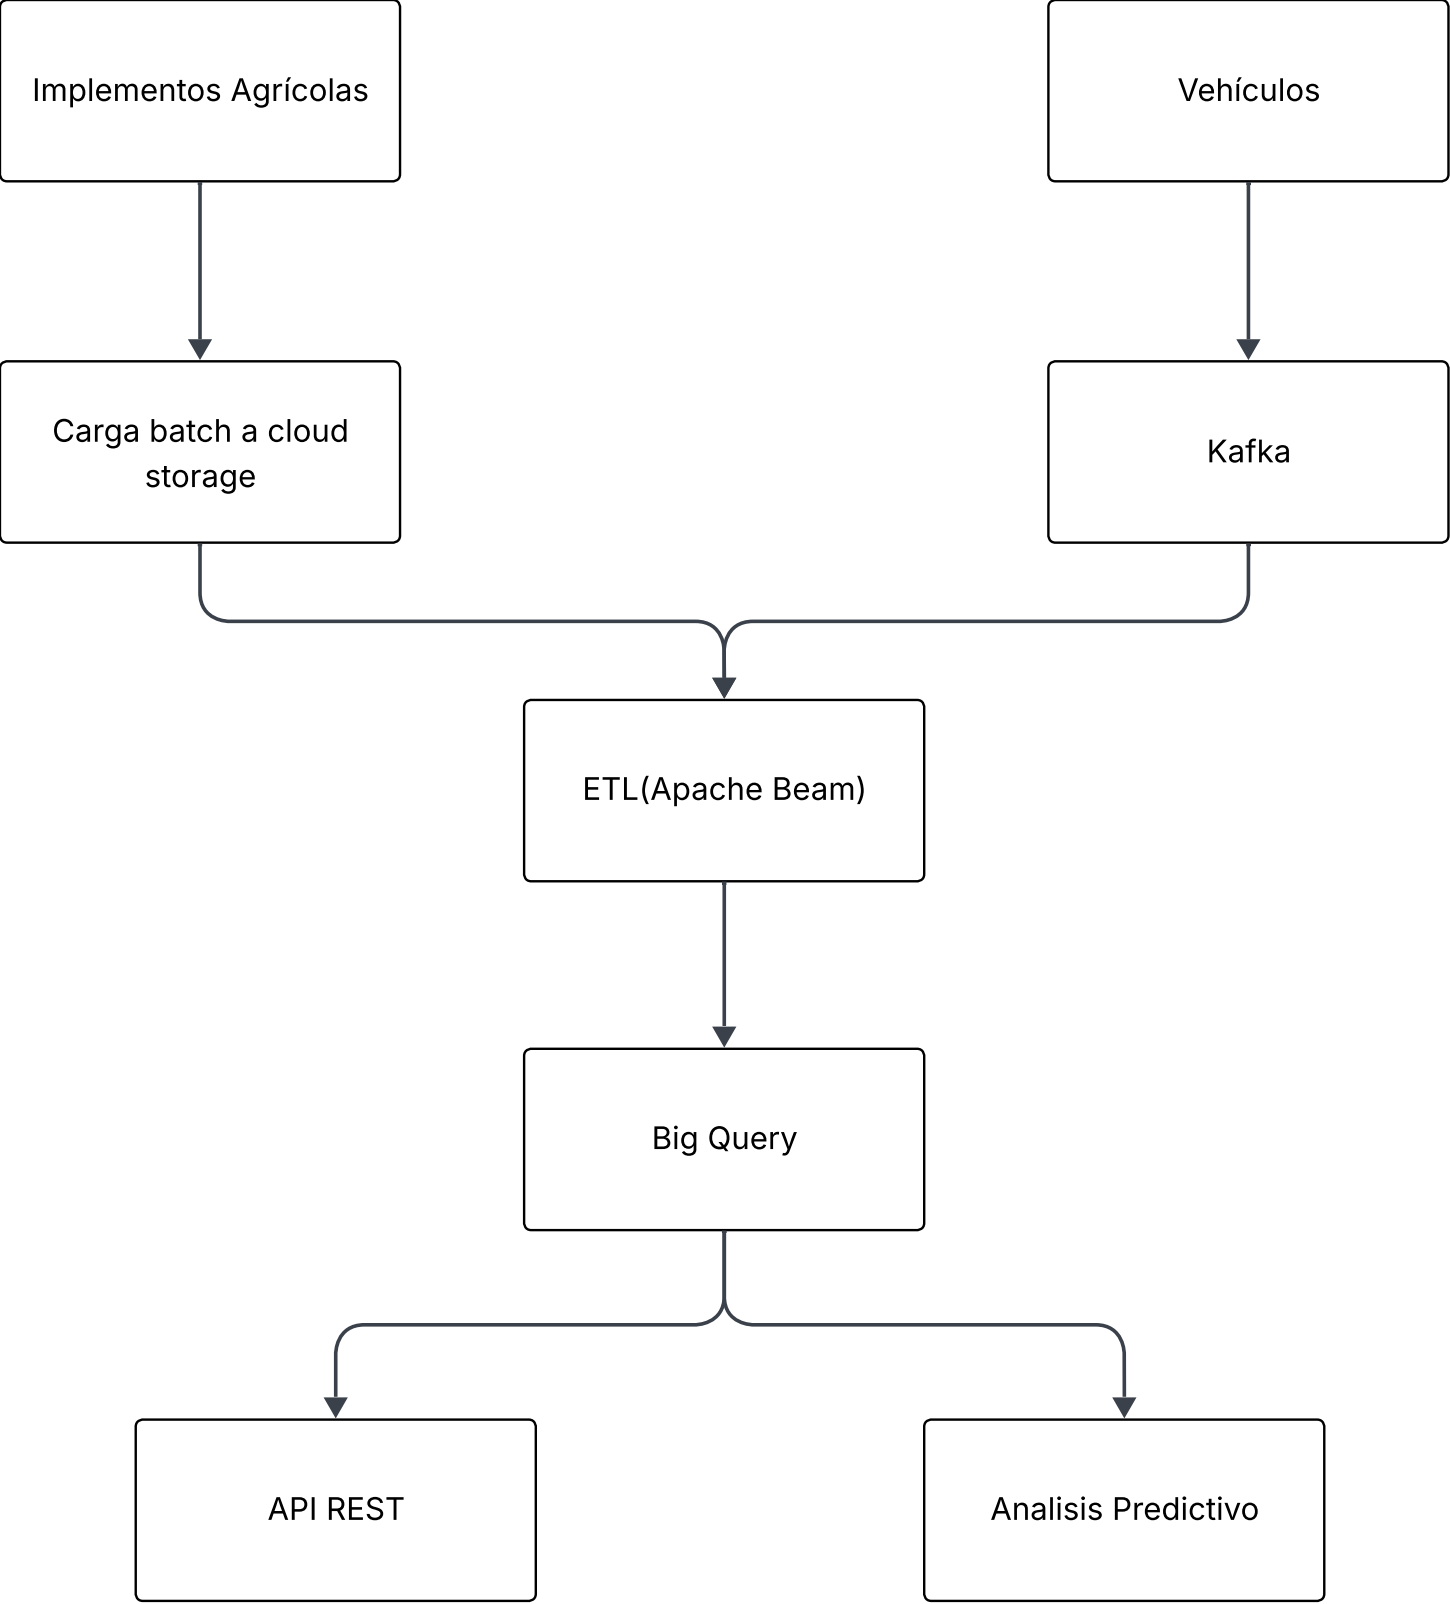 Implementos Agrícolas
Vehículos
Carga batch a cloud
storage
Kafka
ETL(Apache Beam)
Big Query
API REST
Analisis Predictivo